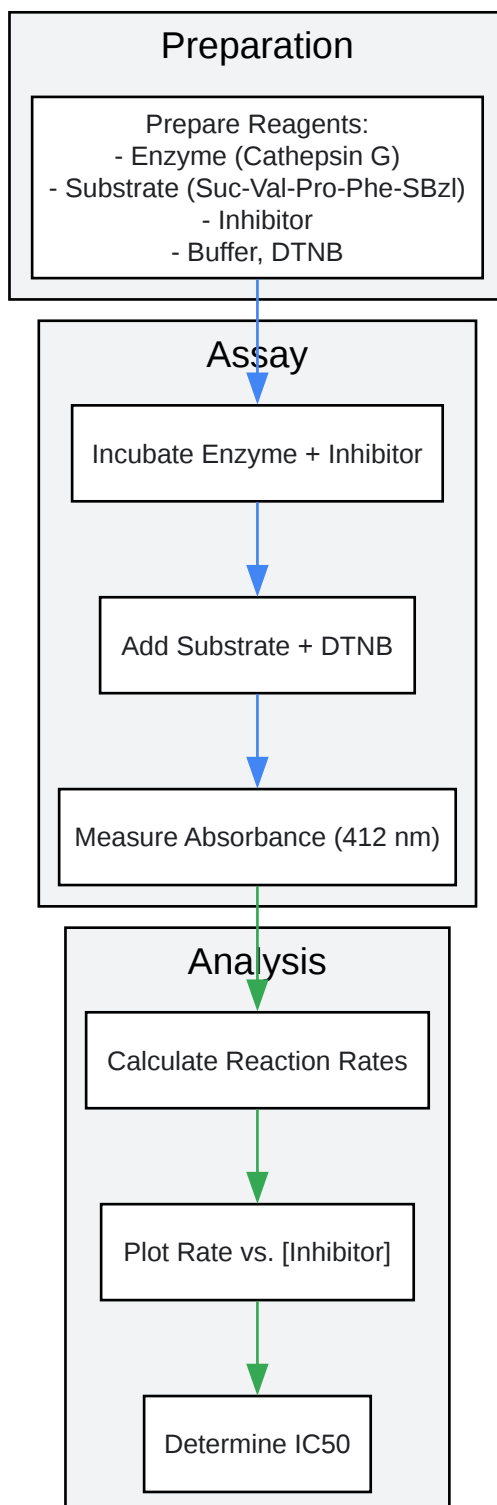 Preparation
Prepare Reagents:
- Enzyme (Cathepsin G)
- Substrate (Suc-Val-Pro-Phe-SBzl)
- Inhibitor
- Buffer, DTNB
Assay
Incubate Enzyme + Inhibitor
Add Substrate + DTNB
Measure Absorbance (412 nm)
Analysis
Calculate Reaction Rates
Plot Rate vs. [Inhibitor]
Determine IC50